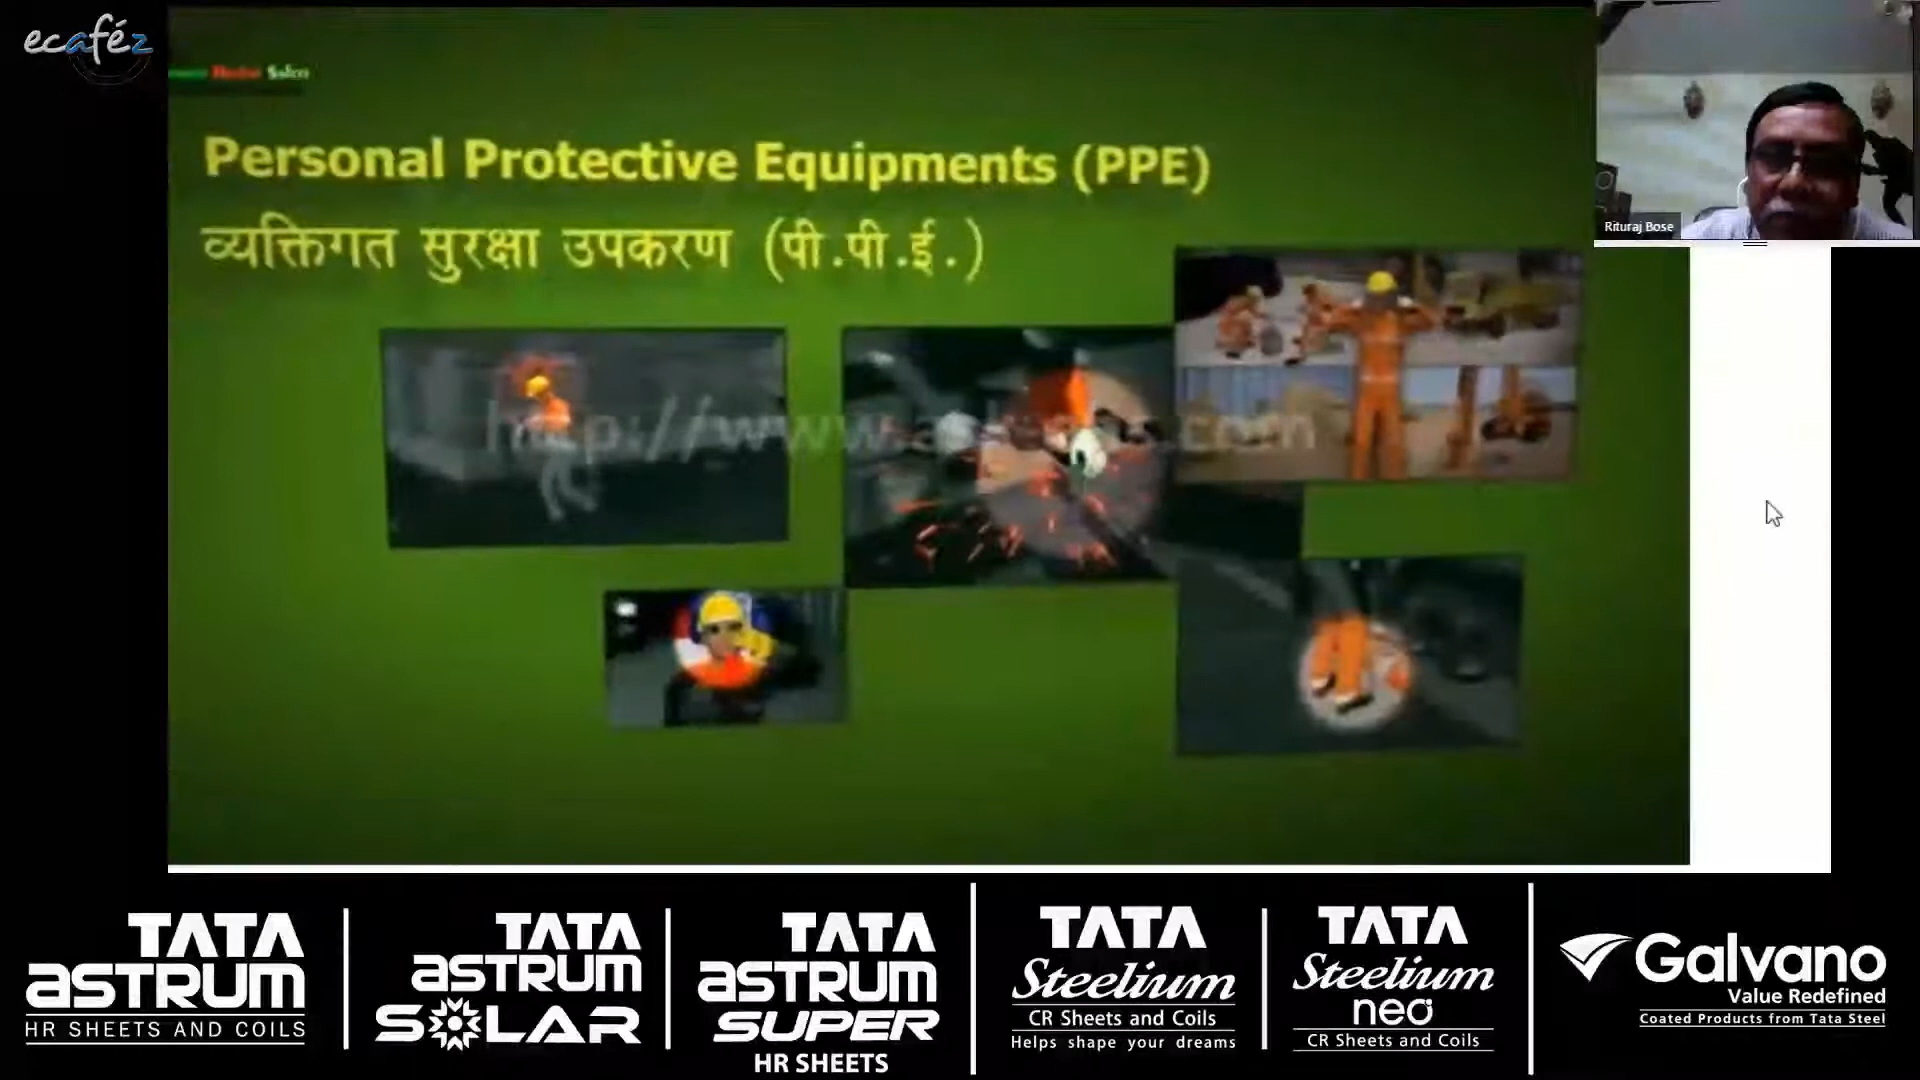 ecaféz
Personal Protective Equipments (PPE)
व्यक्तिगत सुरक्षा उपकरण (पी.पी.ई.)
Rituraj Bose
TATA
ASTRUM
HR SHEETS AND COILS
TATA
ASTRUM
SOLAR
TATA
ASTRUM
SUPER
HR SHEETS
TATA
Steelium
CR Sheets and Coils
Helps shape your dreams
TATA
Steelium
neo
CR Sheets and Coils
Galvano
Value Redefined
Coated Products from Tata Steel